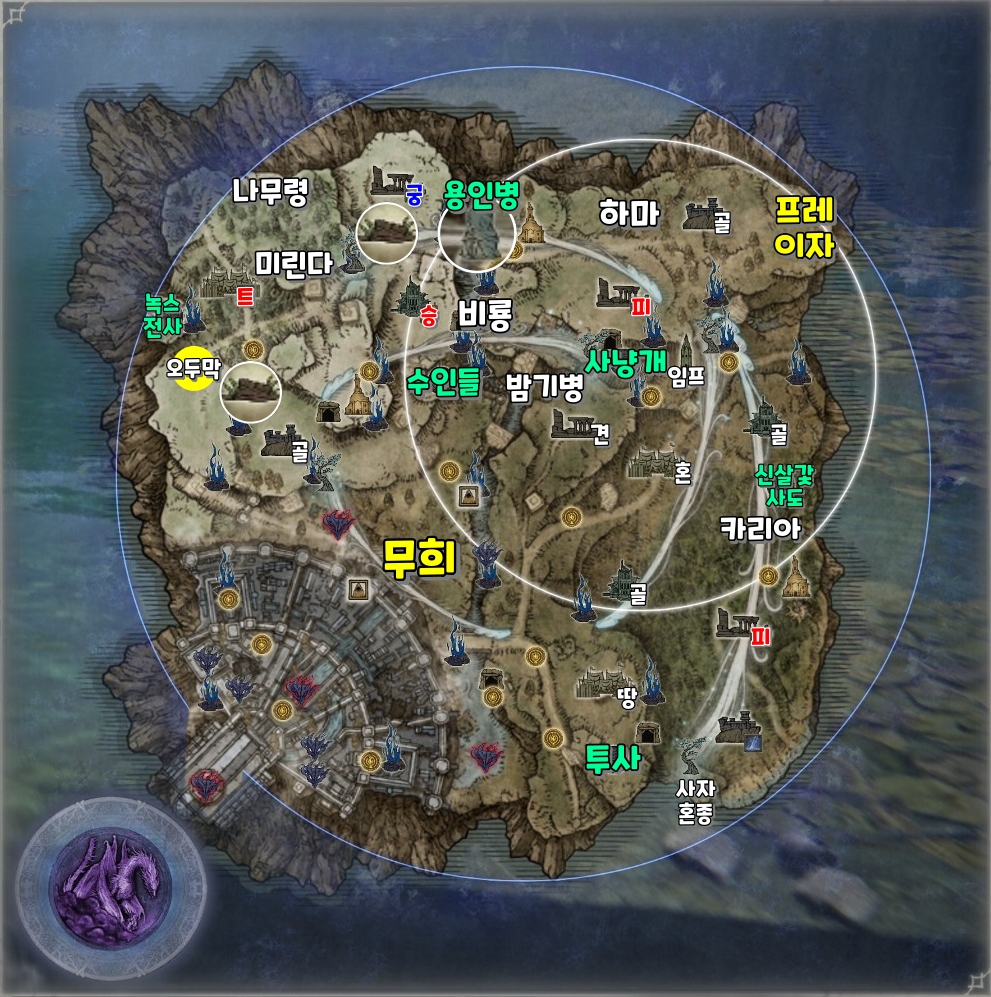 나무령
궁
용인병
하마
골
프레
이자
미린다
트
녹스
전사
승
비룡
피
오두막
수인들
밤기병
사냥개
임프
견
골
골
혼
신살갗
사도
카리아
무희
골
피
땅
투사
사자
혼종